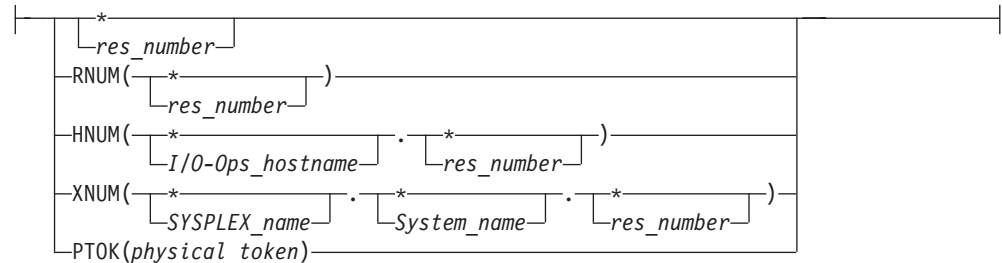 *
res_number
RNUM( * )
res_number
HNUM( * . * )
I/O-Ops_hostname res_number
XNUM( * . * . * )
SYSPLEX_name System_name res_number
PTOK(physical token)